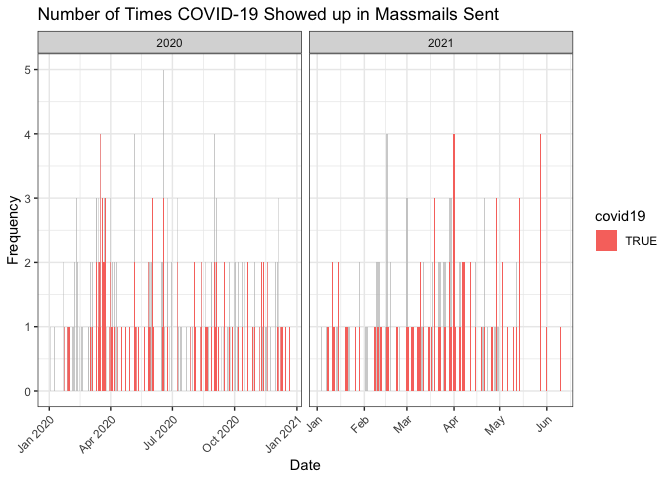 Number of Times COVID-19 Showed up in Massmails Sent
2020
2021
5
4
3
2
1
0
Frequency
Jan 2020
Apr 2020
Jul 2020
Oct 2020
Jan 2021
Jan
Feb
Mar
Apr
May
Jun
Date
covid19
TRUE